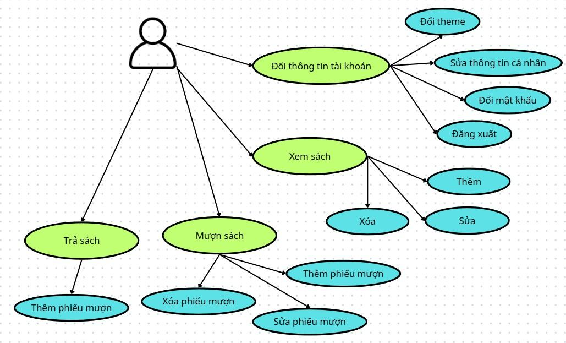 Đổi theme
Đổi thông tin tài khoản
Sửa thông tin cá nhân
Đổi mật khẩu
Đăng xuất
Xem sách
Thêm
Xóa
Sửa
Trả sách
Mượn sách
Thêm phiếu mượn
Thêm phiếu mượn
Xóa phiếu mượn
Sửa phiếu mượn